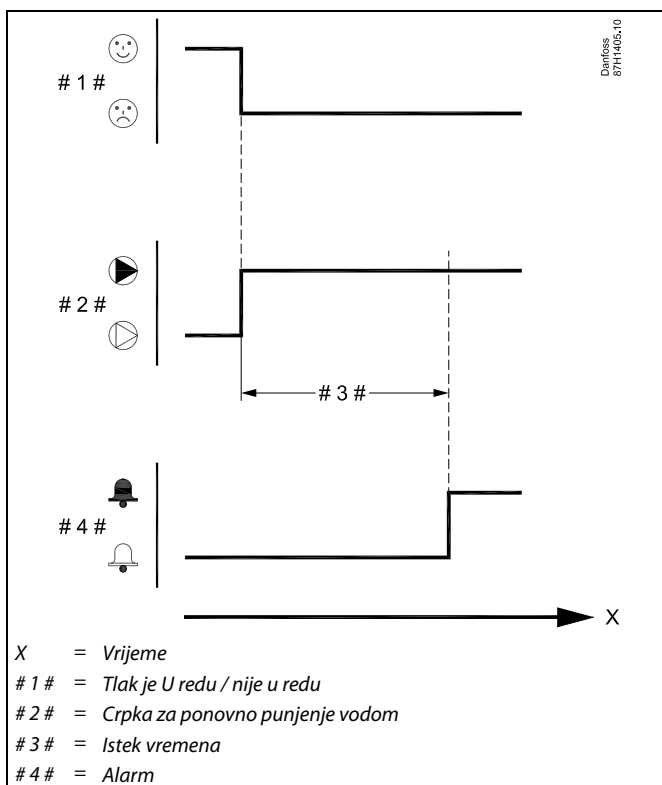 Danfoss
87H1405.10
# 1 #
# 2 #
# 3 #
# 4 #
X
X = Vrijeme
# 1 # = Tlak je U redu / nije u redu
# 2 # = Crpka za ponovno punjenje vodom
# 3 # = Istek vremena
# 4 # = Alarm